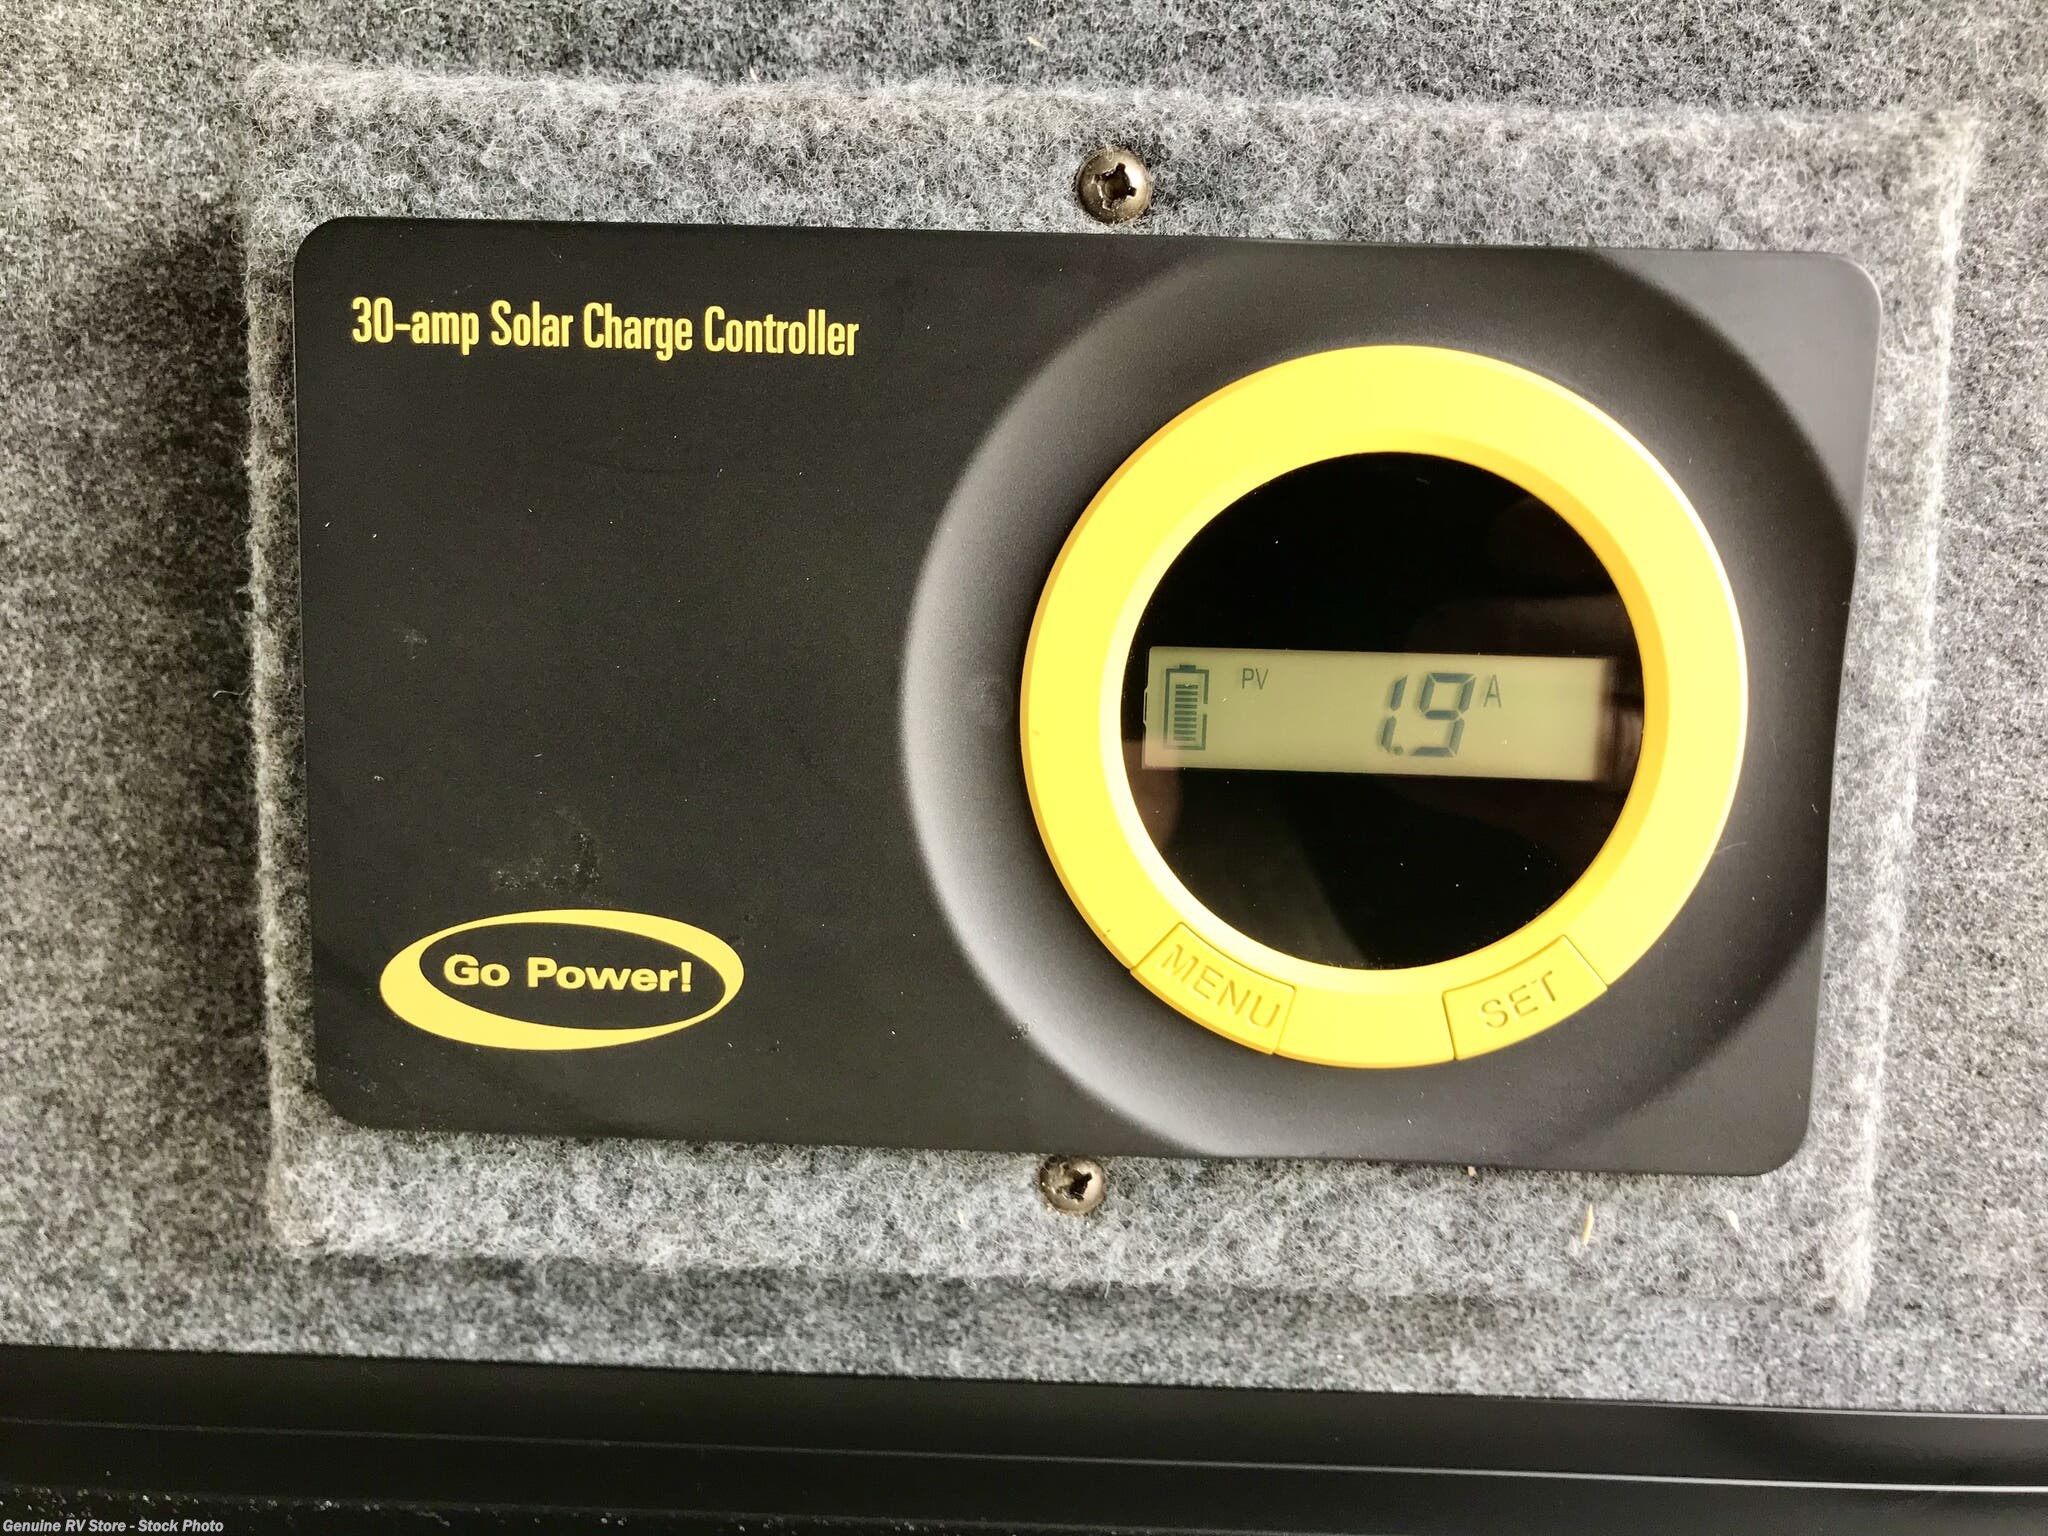 30-amp Solar Charge Controller
PV 1.9 A
Go Power!
MENU SET
Genuine RV Store - Stock Photo